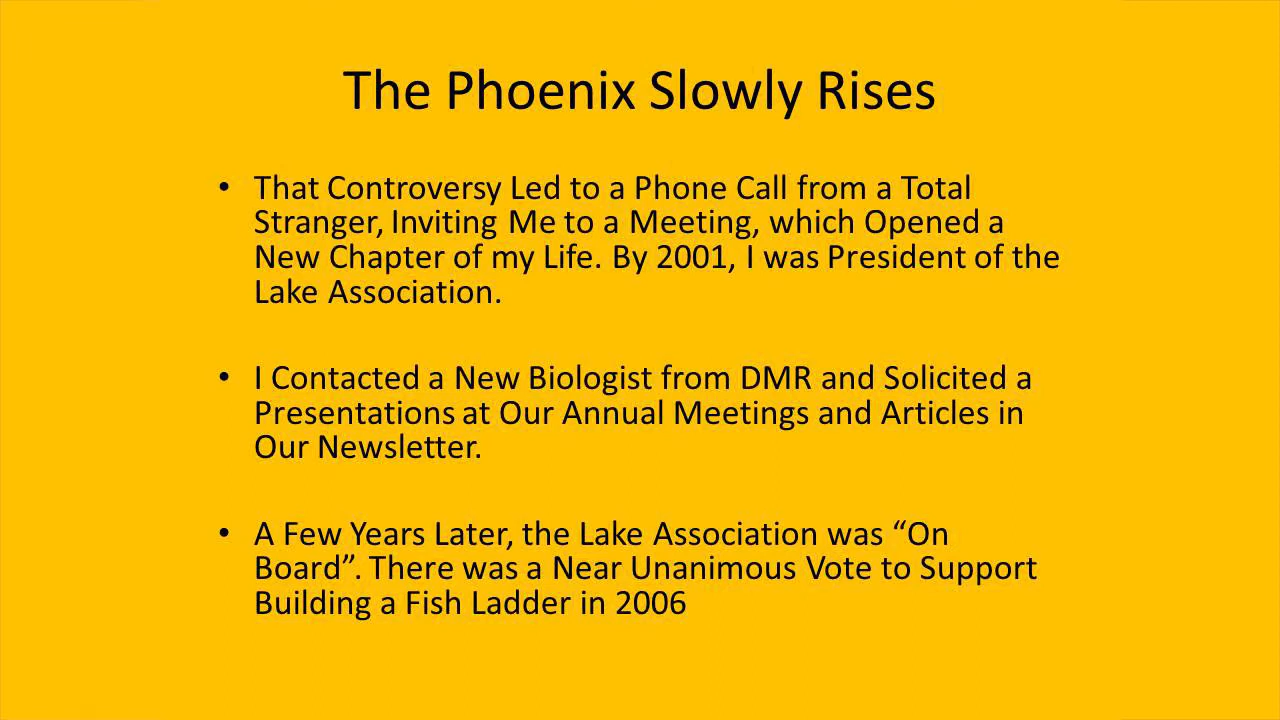 The Phoenix Slowly Rises
• That Controversy Led to a Phone Call from a Total
Stranger, Inviting Me to a Meeting, which Opened a
New Chapter of my Life. By 2001, I was President of the
Lake Association.
• I Contacted a New Biologist from DMR and Solicited a
Presentations at Our Annual Meetings and Articles in
Our Newsletter.
• A Few Years Later, the Lake Association was “On
Board”. There was a Near Unanimous Vote to Support
Building a Fish Ladder in 2006